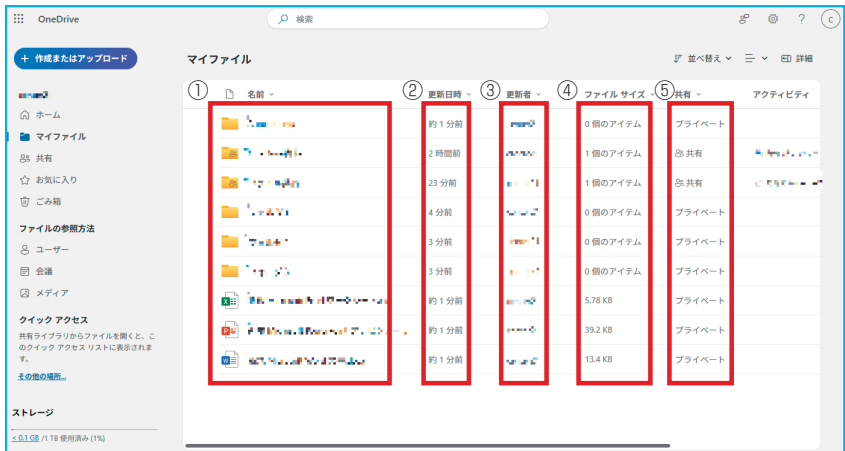 OneDrive
検索
?
c
+ 作成またはアップロード
ホーム
マイファイル
共有
お気に入り
ごみ箱
ファイルの参照方法
ユーザー
会議
メディア
クイック アクセス
共有ライブラリからファイルを開くと、こ
のクイック アクセス リストに表示されま
す。
その他の場所...
ストレージ
< 0.1 GB /1 TB 使用済み (1%)
マイファイル
並べ替え
詳細
① 名前 ② 更新日時 ③ 更新者 ④ ファイル サイズ ⑤ 共有 アクティビティ
約 1 分前 0 個のアイテム プライベート
2 時間前 1 個のアイテム 共有
23 分前 1 個のアイテム 共有
4 分前 0 個のアイテム プライベート
3 分前 0 個のアイテム プライベート
3 分前 0 個のアイテム プライベート
約 1 分前 5.78 KB プライベート
約 1 分前 39.2 KB プライベート
約 1 分前 13.4 KB プライベート